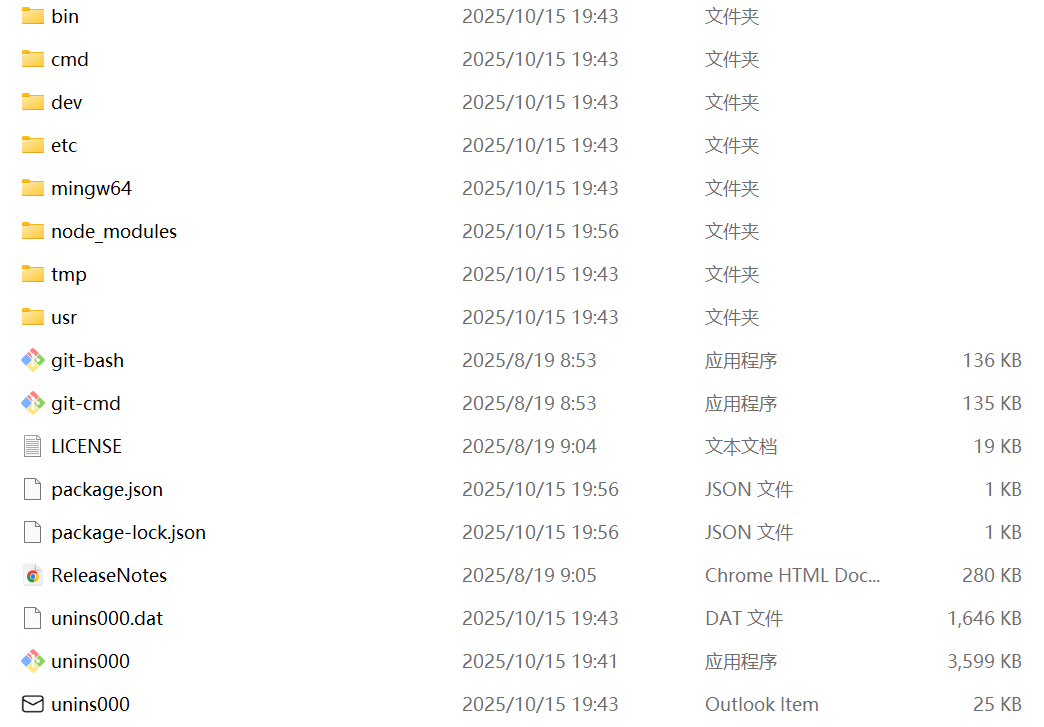 bin 2025/10/15 19:43 文件夹
cmd 2025/10/15 19:43 文件夹
dev 2025/10/15 19:43 文件夹
etc 2025/10/15 19:43 文件夹
mingw64 2025/10/15 19:43 文件夹
node_modules 2025/10/15 19:56 文件夹
tmp 2025/10/15 19:43 文件夹
usr 2025/10/15 19:43 文件夹
git-bash 2025/8/19 8:53 应用程序 136 KB
git-cmd 2025/8/19 8:53 应用程序 135 KB
LICENSE 2025/8/19 9:04 文本文档 19 KB
package.json 2025/10/15 19:56 JSON 文件 1 KB
package-lock.json 2025/10/15 19:56 JSON 文件 1 KB
ReleaseNotes 2025/8/19 9:05 Chrome HTML Doc... 280 KB
unins000.dat 2025/10/15 19:43 DAT 文件 1,646 KB
unins000 2025/10/15 19:41 应用程序 3,599 KB
unins000 2025/10/15 19:43 Outlook Item 25 KB